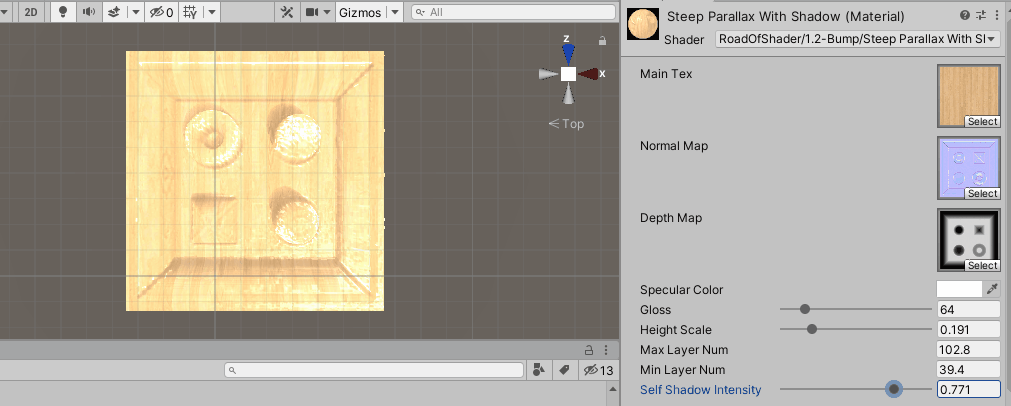 2D
0
Gizmos
All
z
x
Top
13
Steep Parallax With Shadow (Material)
Shader RoadOfShader/1.2-Bump/Steep Parallax With Sl
Main Tex
Select
Normal Map
Select
Depth Map
Select
Specular Color
Gloss 64
Height Scale 0.191
Max Layer Num 102.8
Min Layer Num 39.4
Self Shadow Intensity 0.771